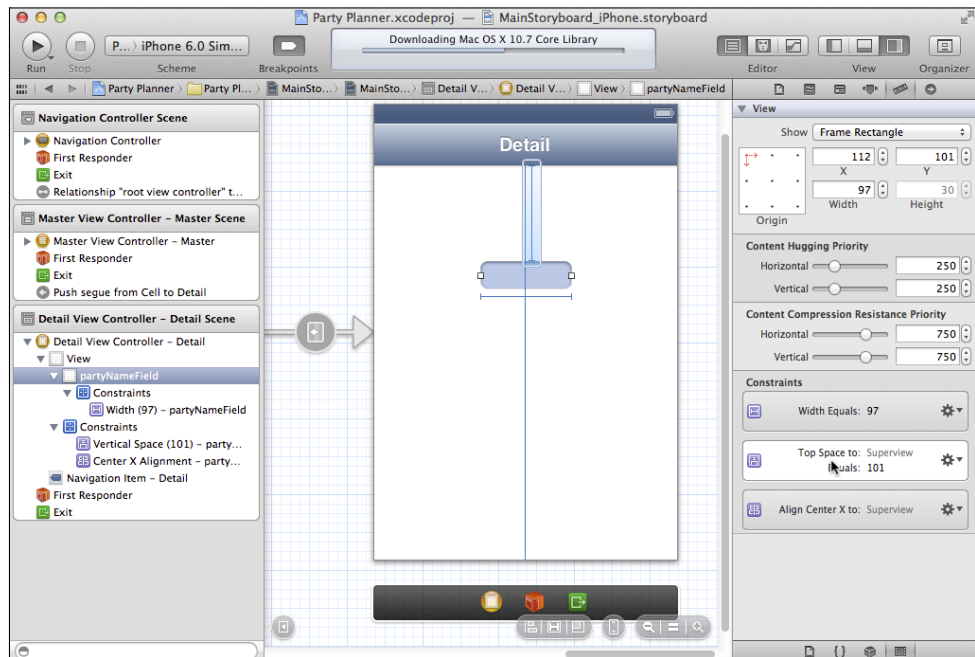 Party Planner.xcodeproj — MainStoryboard_iPhone.storyboard
P...〉iPhone 6.0 Sim...
Downloading Mac OS X 10.7 Core Library
Run Stop Scheme Breakpoints Editor View Organizer
Party Planner 〉 Party Pl... 〉 MainSto...〉 MainSto...〉 Detail V...〉 Detail V...〉 View 〉 partyNameField
Navigation Controller Scene
Navigation Controller
First Responder
Exit
Relationship "root view controller" t...
Master View Controller – Master Scene
Master View Controller – Master
First Responder
Exit
Push segue from Cell to Detail
Detail View Controller – Detail Scene
Detail View Controller – Detail
View
partyNameField
Constraints
Width (97) – partyNameField
Constraints
Vertical Space (101) – party...
Center X Alignment – party...
Navigation Item – Detail
First Responder
Exit
Detail
View
Show Frame Rectangle
112 101
X Y
97 30
Width Height
Origin
Content Hugging Priority
Horizontal 250
Vertical 250
Content Compression Resistance Priority
Horizontal 750
Vertical 750
Constraints
Width Equals: 97
Top Space to: Superview
Equals: 101
Align Center X to: Superview